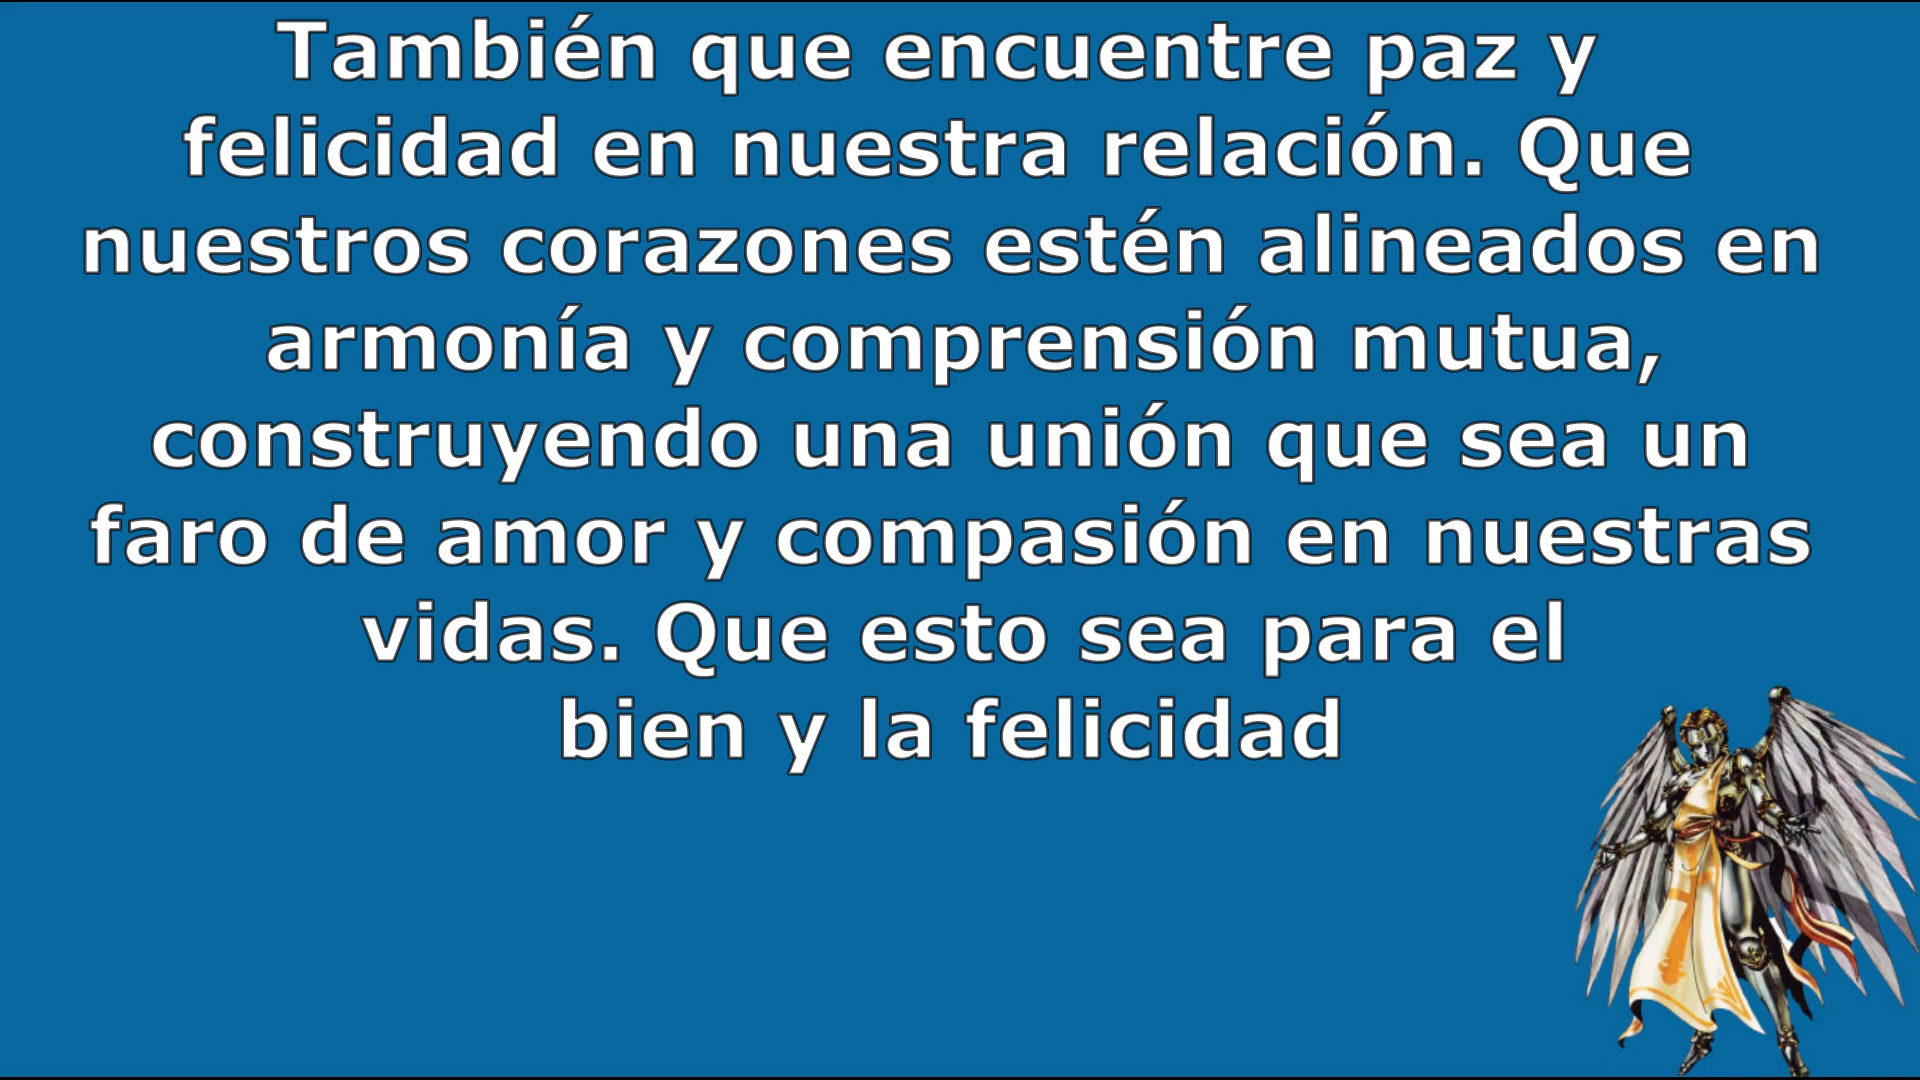 También que encuentre paz y
felicidad en nuestra relación. Que
nuestros corazones estén alineados en
armonía y comprensión mutua,
construyendo una unión que sea un
faro de amor y compasión en nuestras
vidas. Que esto sea para el
bien y la felicidad